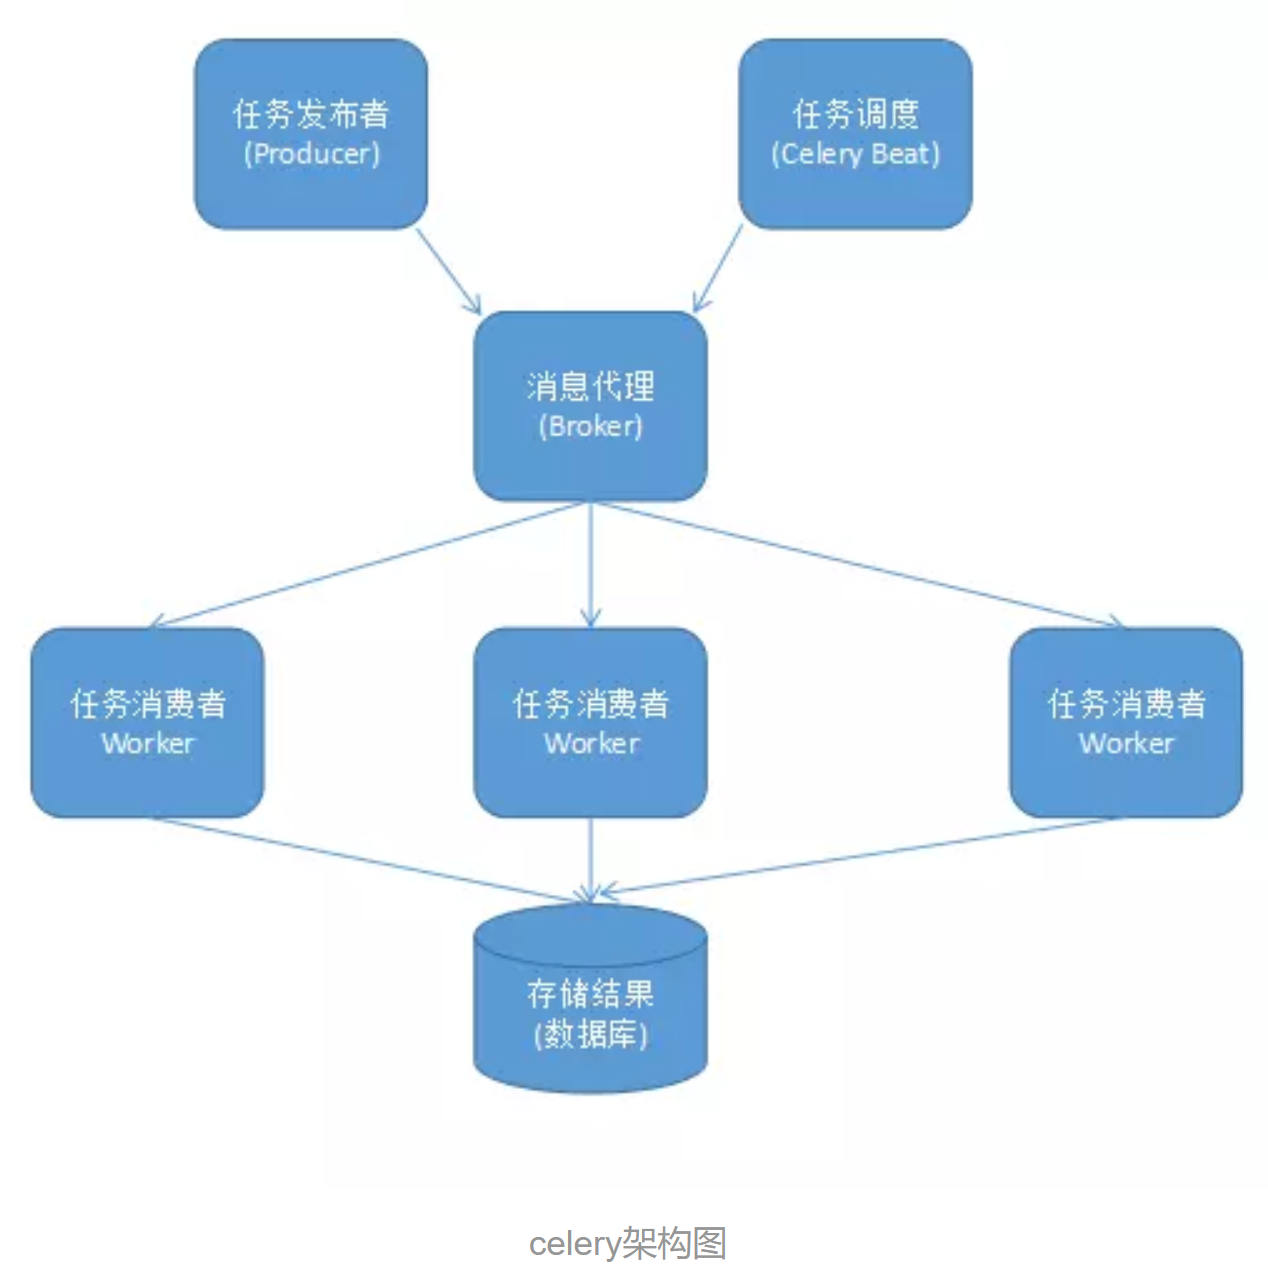 任务发布者
(Producer)
任务调度
(Celery Beat)
消息代理
(Broker)
任务消费者
Worker
任务消费者
Worker
任务消费者
Worker
存储结果
(数据库)
celery架构图